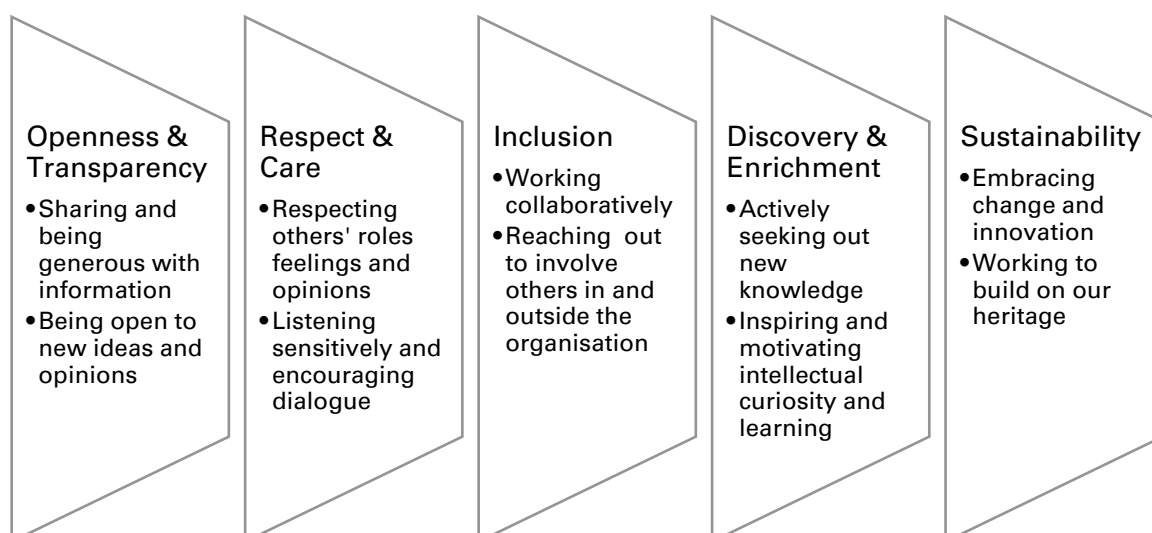 Openness &
Transparency
•Sharing and
being
generous with
information
•Being open to
new ideas and
opinions
Respect &
Care
•Respecting
others' roles
feelings and
opinions
•Listening
sensitively and
encouraging
dialogue
Inclusion
•Working
collaboratively
•Reaching  out
to involve
others in and
outside the
organisation
Discovery &
Enrichment
•Actively
seeking out
new
knowledge
•Inspiring and
motivating
intellectual
curiosity and
learning
Sustainability
•Embracing
change and
innovation
•Working to
build on our
heritage